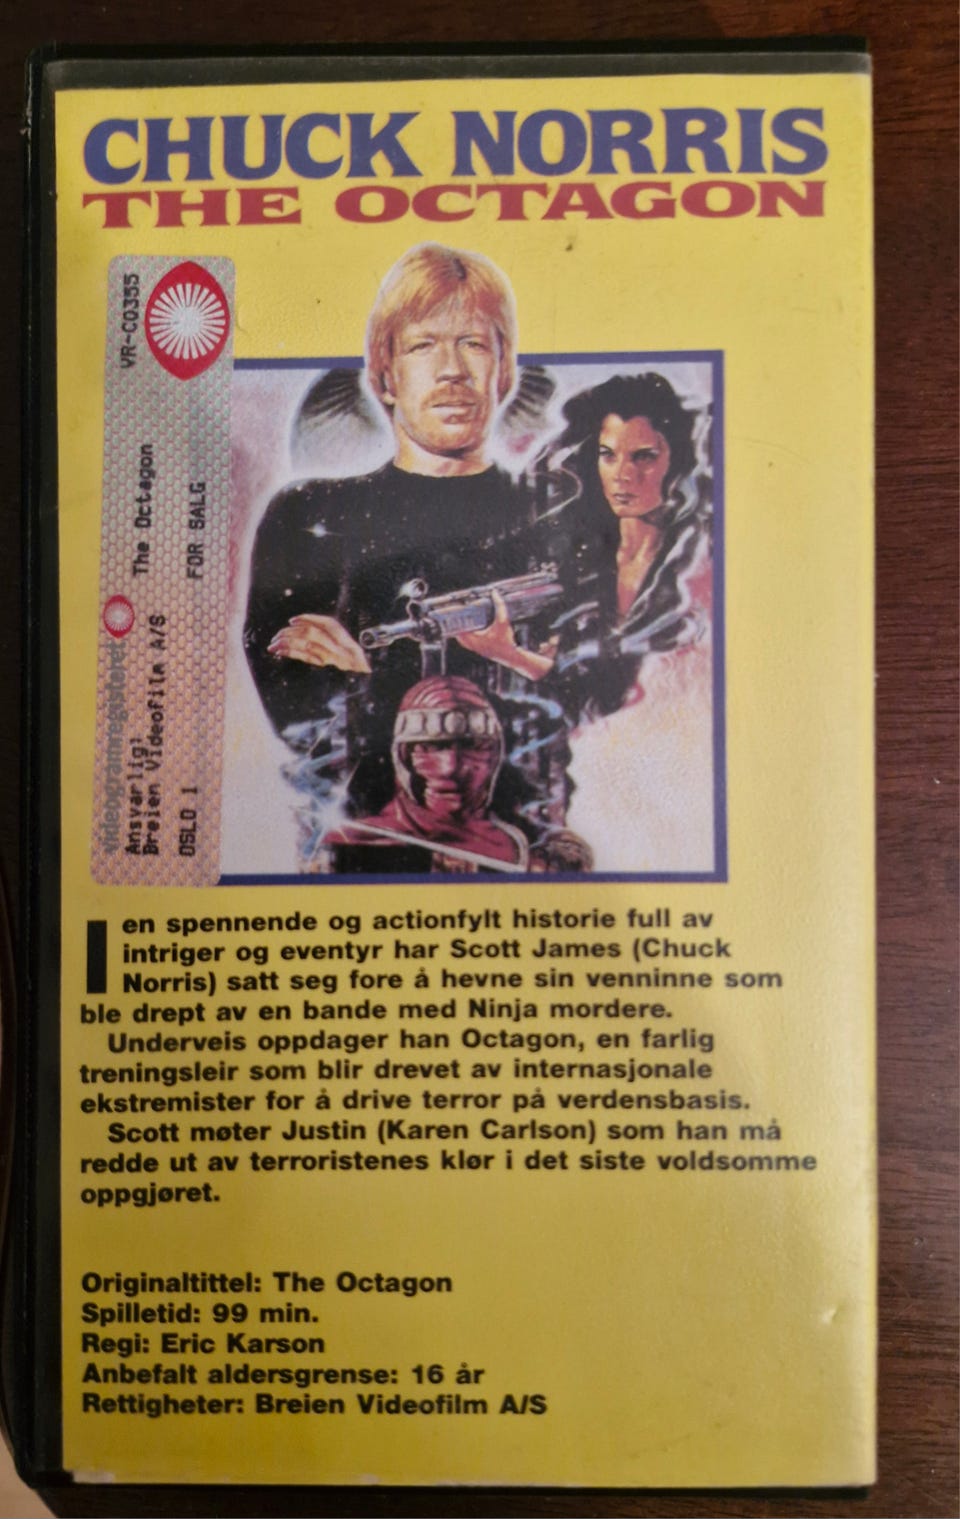 CHUCK NORRIS
THE OCTAGON
VR-C0355
The Octagon
FOR SALG
videogramregisteret
Ansvarlig:
Breien Videofilm A/S
OSLO 1
I en spennende og actionfylt historie full av
intriger og eventyr har Scott James (Chuck
Norris) satt seg fore å hevne sin venninne som
ble drept av en bande med Ninja mordere.
Underveis oppdager han Octagon, en farlig
treningsleir som blir drevet av internasjonale
ekstremister for å drive terror på verdensbasis.
Scott møter Justin (Karen Carlson) som han må
redde ut av terroristenes klør i det siste voldsomme
oppgjøret.
Originaltittel: The Octagon
Spilletid: 99 min.
Regi: Eric Karson
Anbefalt aldersgrense: 16 år
Rettigheter: Breien Videofilm A/S